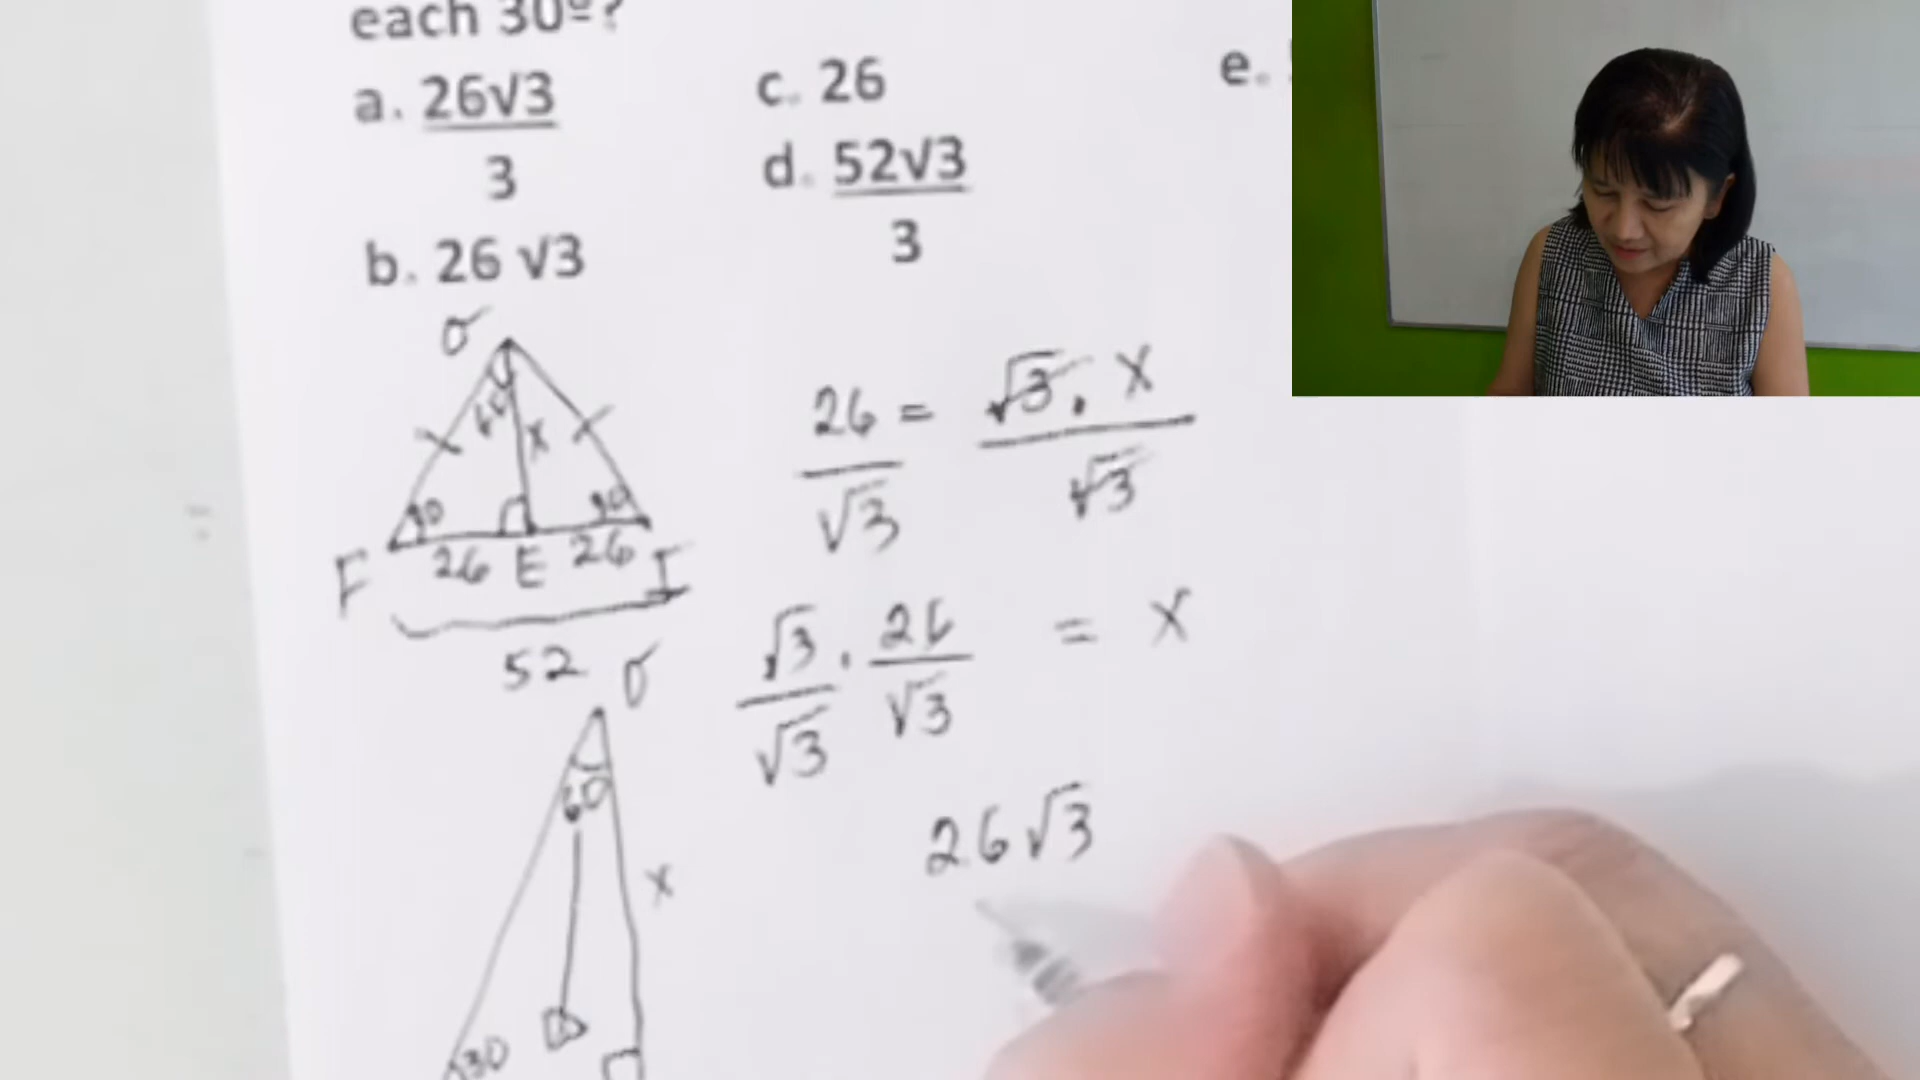 each 30º?
a. 26√3
3
b. 26 √3
c. 26
d. 52√3
3
e.
O
60
x
30
30
26 E 26
F
I
52
26 = √3 . x
√3 √3
√3 . 26 = x
√3 √3
26√3
O
60
x
30